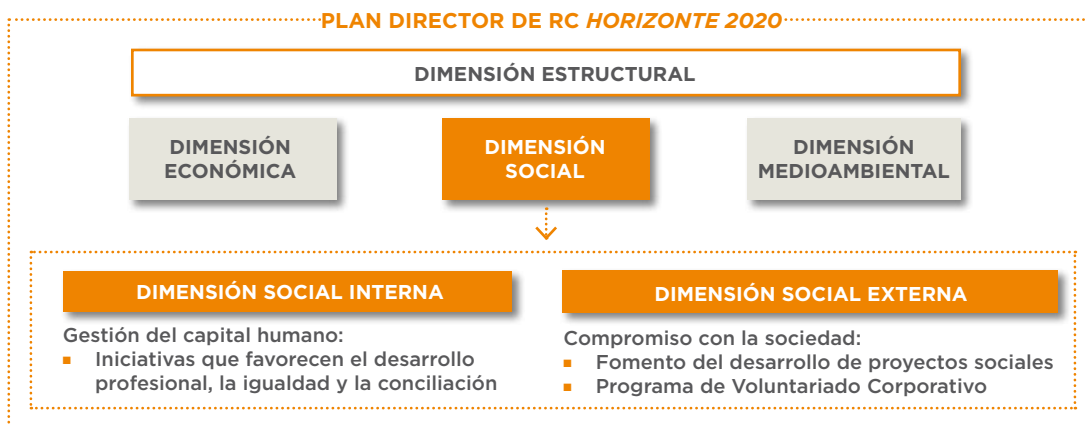 PLAN DIRECTOR DE RC HORIZONTE 2020
DIMENSIÓN ESTRUCTURAL
DIMENSIÓN
ECONÓMICA
DIMENSIÓN
SOCIAL
DIMENSIÓN
MEDIOAMBIENTAL
DIMENSIÓN SOCIAL INTERNA
Gestión del capital humano:
▪ Iniciativas que favorecen el desarrollo
profesional, la igualdad y la conciliación
DIMENSIÓN SOCIAL EXTERNA
Compromiso con la sociedad:
▪ Fomento del desarrollo de proyectos sociales
▪ Programa de Voluntariado Corporativo